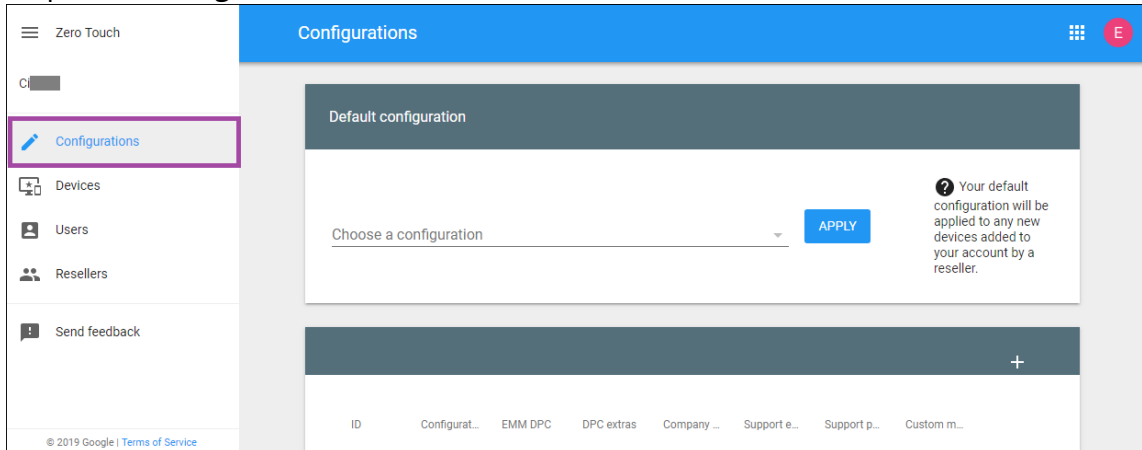 Zero Touch
Configurations
E
Ci
Configurations
Devices
Users
Resellers
Send feedback
© 2019 Google | Terms of Service
Default configuration
Choose a configuration
APPLY
Your default
configuration will be
applied to any new
devices added to
your account by a
reseller.
ID Configurat... EMM DPC DPC extras Company ... Support e... Support p... Custom m...